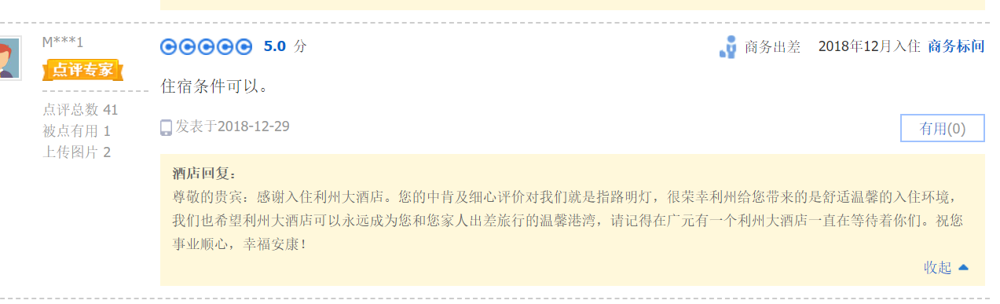 M***1
点评专家
点评总数 41
被点有用 1
上传图片 2
5.0 分
商务出差 2018年12月入住 商务标间
住宿条件可以。
发表于2018-12-29
有用(0)
酒店回复：
尊敬的贵宾：感谢入住利州大酒店。您的中肯及细心评价对我们就是指路明灯，很荣幸利州给您带来的是舒适温馨的入住环境，
我们也希望利州大酒店可以永远成为您和您家人出差旅行的温馨港湾，请记得在广元有一个利州大酒店一直在等待着你们。祝您
事业顺心，幸福安康！
收起